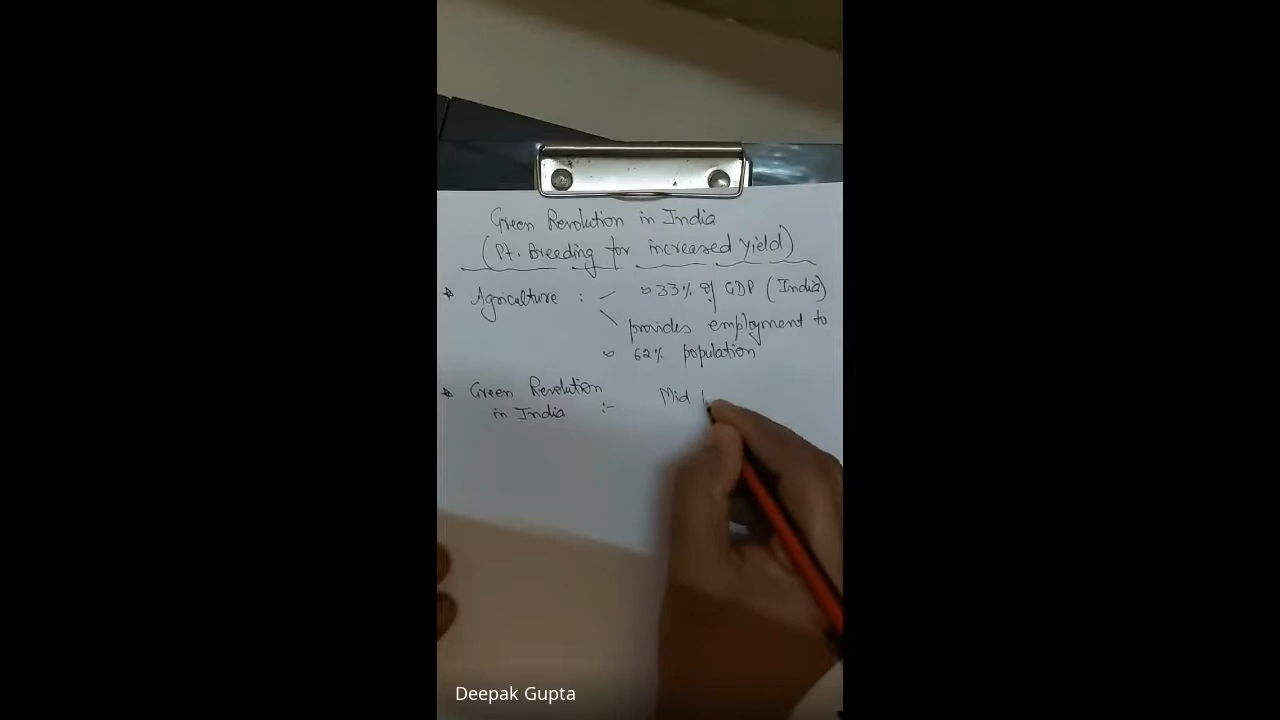 Green Revolution in India
(Pt. Breeding for increased yield)
* Agriculture : 33% of GDP (India)
provides employment to
62% population
* Green Revolution
in India :- Mid 1
Deepak Gupta